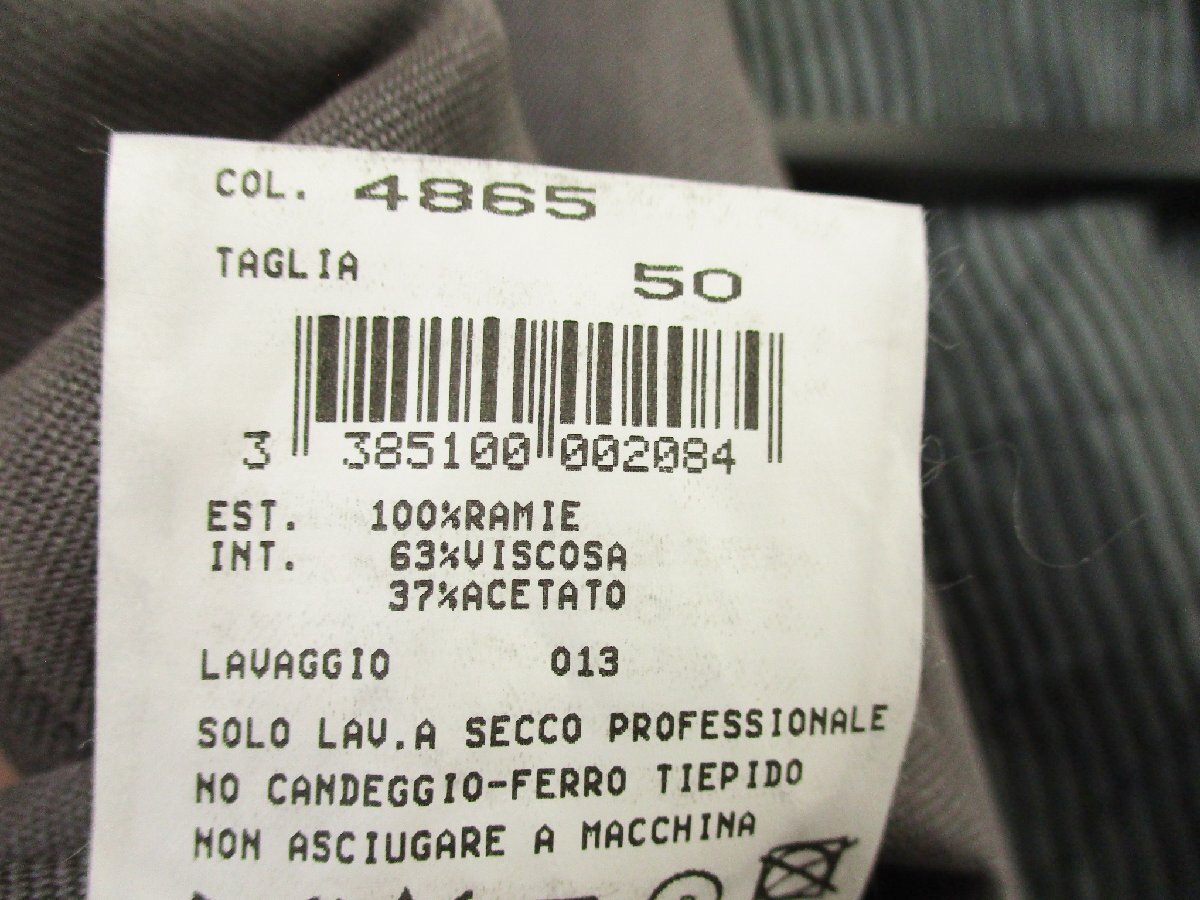 COL. 4865
TAGLIA 50
3 385100 002084
EST. 100%RAMIE
INT. 63%VISCOSA
37%ACETATO
LAVAGGIO 013
SOLO LAV.A SECCO PROFESSIONALE
NO CANDEGGIO-FERRO TIEPIDO
NON ASCIUGARE A MACCHINA